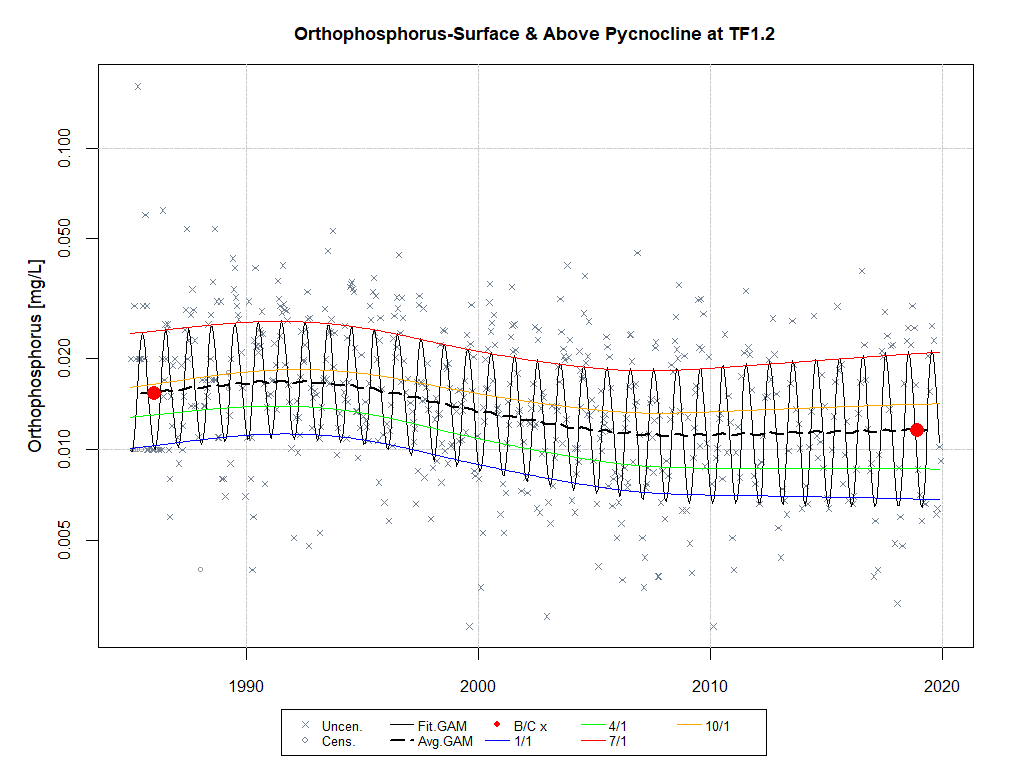 Orthophosphorus-Surface & Above Pycnocline at TF1.2
Orthophosphorus [mg/L]
0.100
0.050
0.020
0.010
0.005
1990 2000 2010 2020
Uncen. Fit.GAM B/C x 4/1 10/1
Cens. Avg.GAM 1/1 7/1